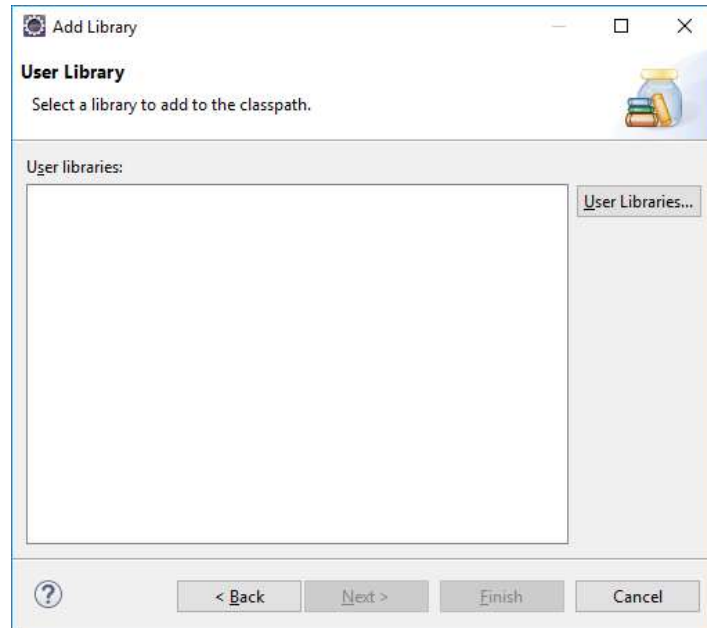 Add Library
User Library
Select a library to add to the classpath.
User libraries:
User Libraries...
?
< Back
Next >
Finish
Cancel